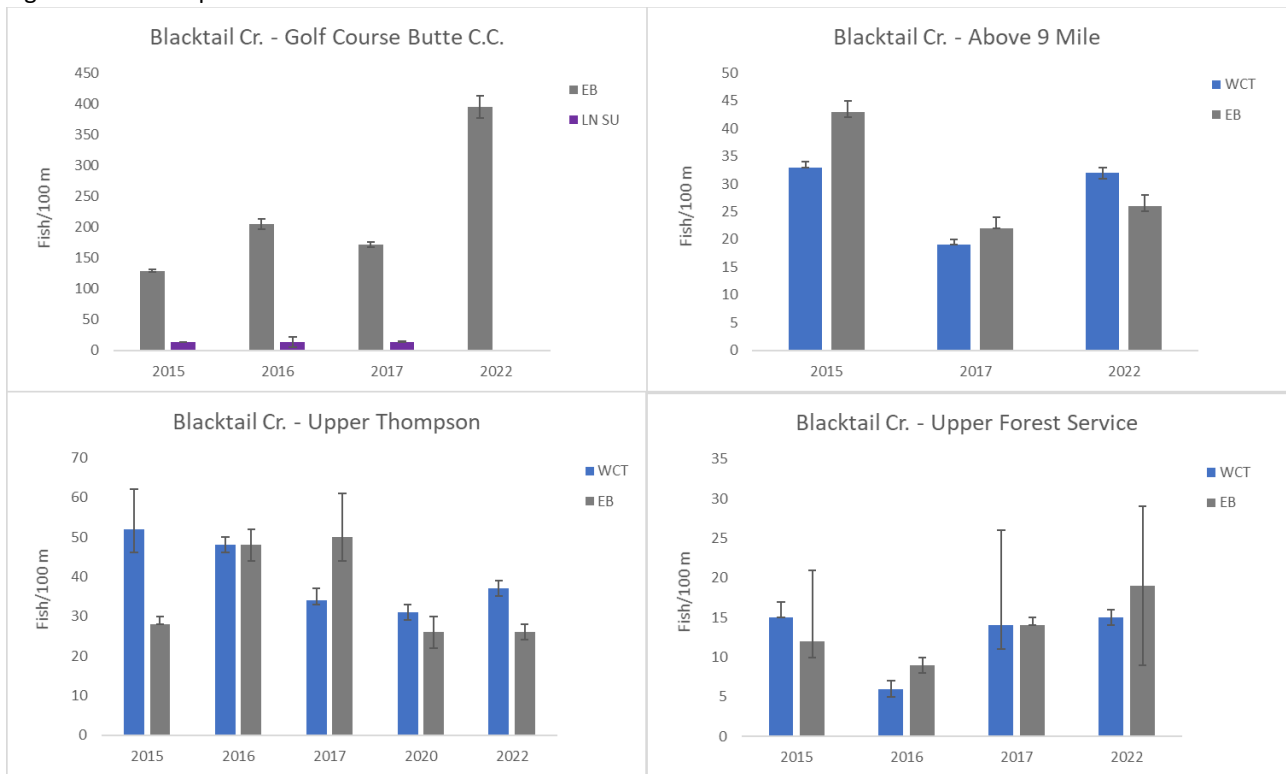 Blacktail Cr. - Golf Course Butte C.C.
450
400
350
300
250
200
150
100
50
0
Fish/100 m
2015 2016 2017 2022
EB
LN SU
Blacktail Cr. - Above 9 Mile
50
45
40
35
30
25
20
15
10
5
0
Fish/100 m
2015 2017 2022
WCT
EB
Blacktail Cr. - Upper Thompson
70
60
50
40
30
20
10
0
Fish/100 m
2015 2016 2017 2020 2022
WCT
EB
Blacktail Cr. - Upper Forest Service
35
30
25
20
15
10
5
0
Fish/100 m
2015 2016 2017 2022
WCT
EB